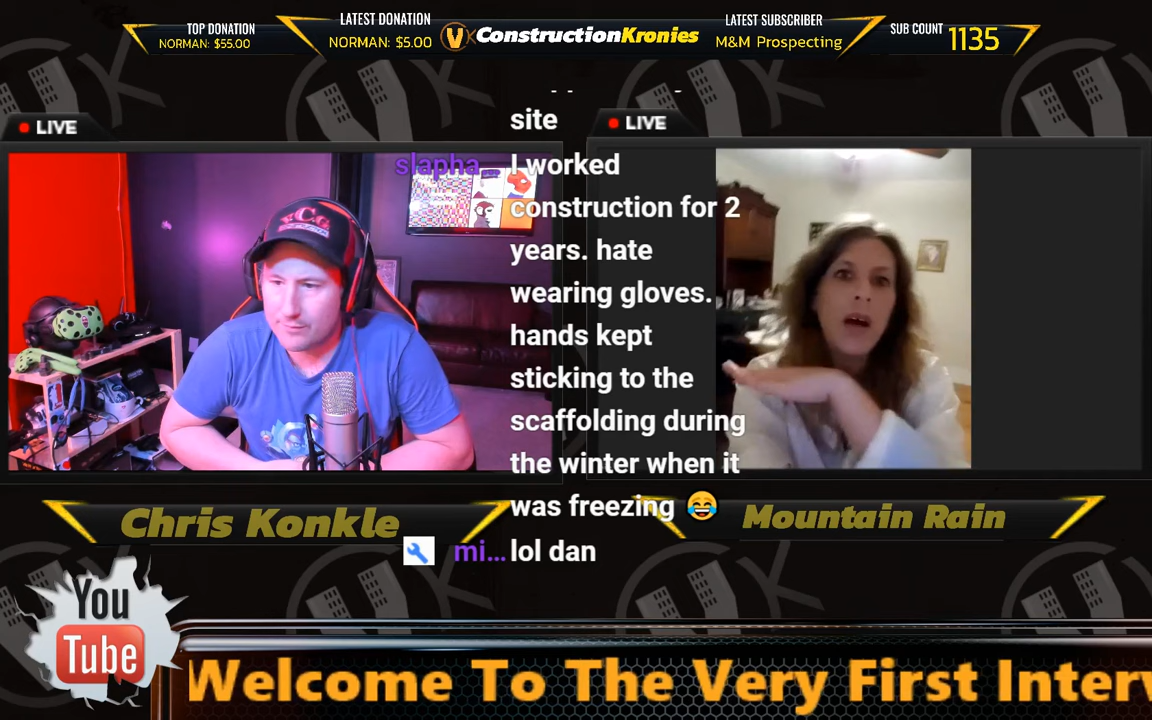 TOP DONATION
NORMAN: $55.00
LATEST DONATION
NORMAN: $5.00
ConstructionKronies
LATEST SUBSCRIBER
M&M Prospecting
SUB COUNT 1135
LIVE
LIVE
site
slapha... I worked
construction for 2
years. hate
wearing gloves.
hands kept
sticking to the
scaffolding during
the winter when it
was freezing 😂
mi... lol dan
Chris Konkle
Mountain Rain
You
Tube
Welcome To The Very First Interv